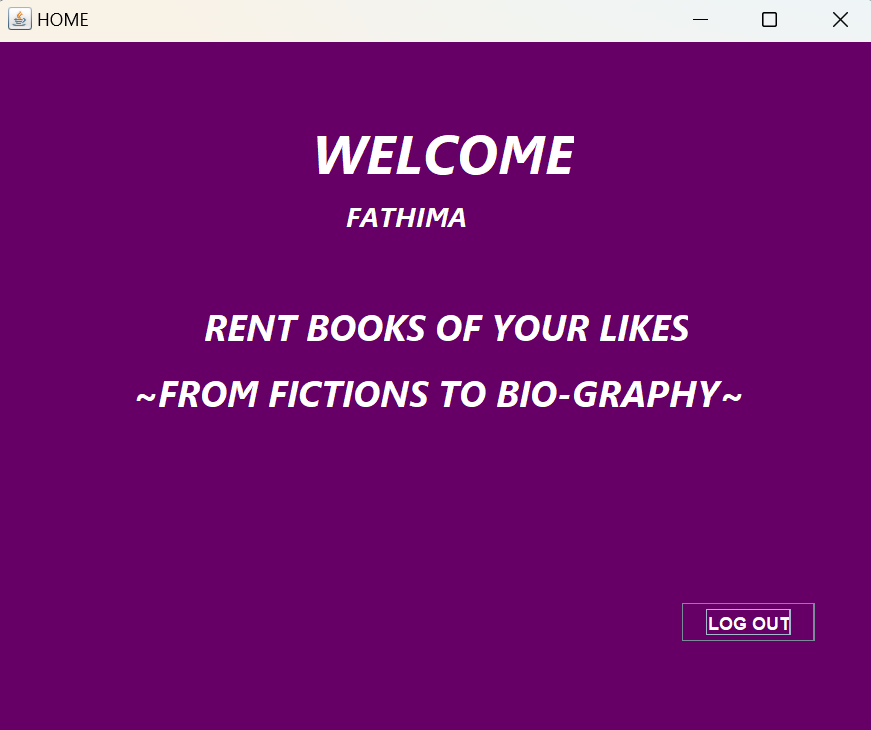 HOME
WELCOME
FATHIMA
RENT BOOKS OF YOUR LIKES
~FROM FICTIONS TO BIO-GRAPHY~
LOG OUT